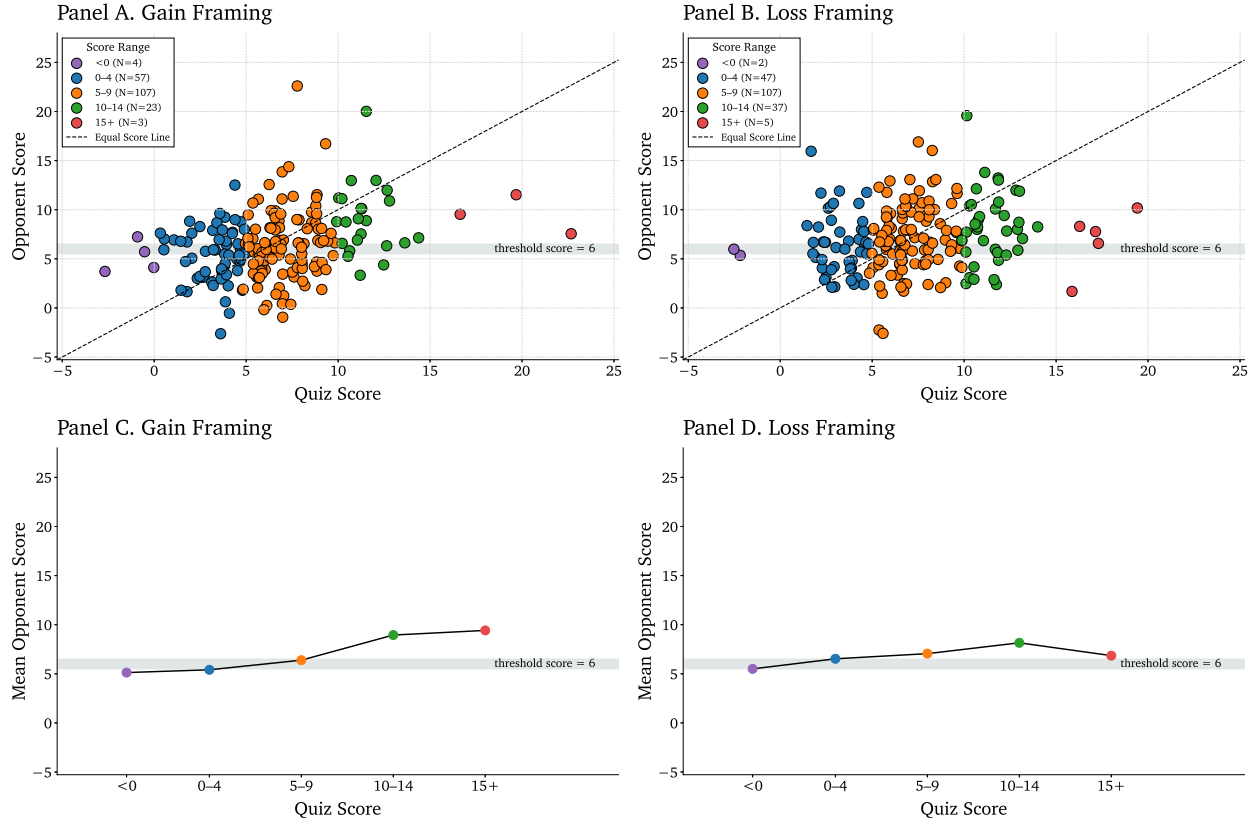 Panel A. Gain Framing
Opponent Score
25
20
15
10
5
0
−5
Score Range
<0 (N=4)
0–4 (N=57)
5–9 (N=107)
10–14 (N=23)
15+ (N=3)
Equal Score Line
threshold score = 6
−5 0 5 10 15 20 25
Quiz Score
Panel B. Loss Framing
Opponent Score
25
20
15
10
5
0
−5
Score Range
<0 (N=2)
0–4 (N=47)
5–9 (N=107)
10–14 (N=37)
15+ (N=5)
Equal Score Line
threshold score = 6
−5 0 5 10 15 20 25
Quiz Score
Panel C. Gain Framing
Mean Opponent Score
25
20
15
10
5
0
−5
threshold score = 6
<0 0–4 5–9 10–14 15+
Quiz Score
Panel D. Loss Framing
Mean Opponent Score
25
20
15
10
5
0
−5
threshold score = 6
<0 0–4 5–9 10–14 15+
Quiz Score